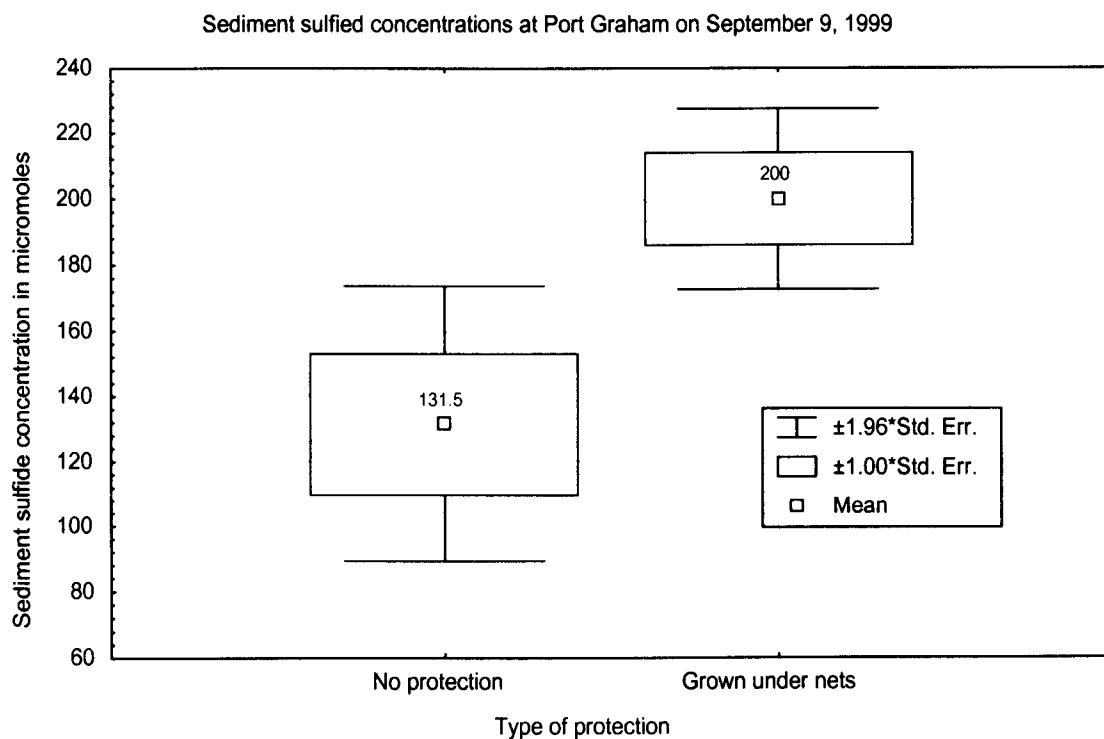 Sediment sulfied concentrations at Port Graham on September 9, 1999
Sediment sulfide concentration in micromoles
240
220
200
180
160
140
120
100
80
60
200
131.5
±1.96*Std. Err.
±1.00*Std. Err.
Mean
No protection
Grown under nets
Type of protection